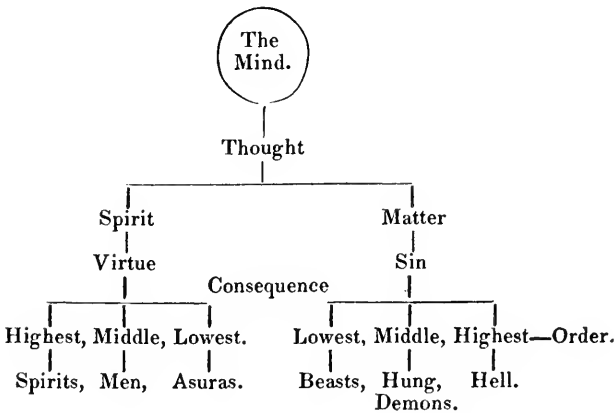 The
Mind.
Thought
Spirit Matter
Virtue Sin
Consequence
Highest, Middle, Lowest. Lowest, Middle, Highest—Order.
Spirits, Men, Asuras. Beasts, Hung, Hell.
Demons.